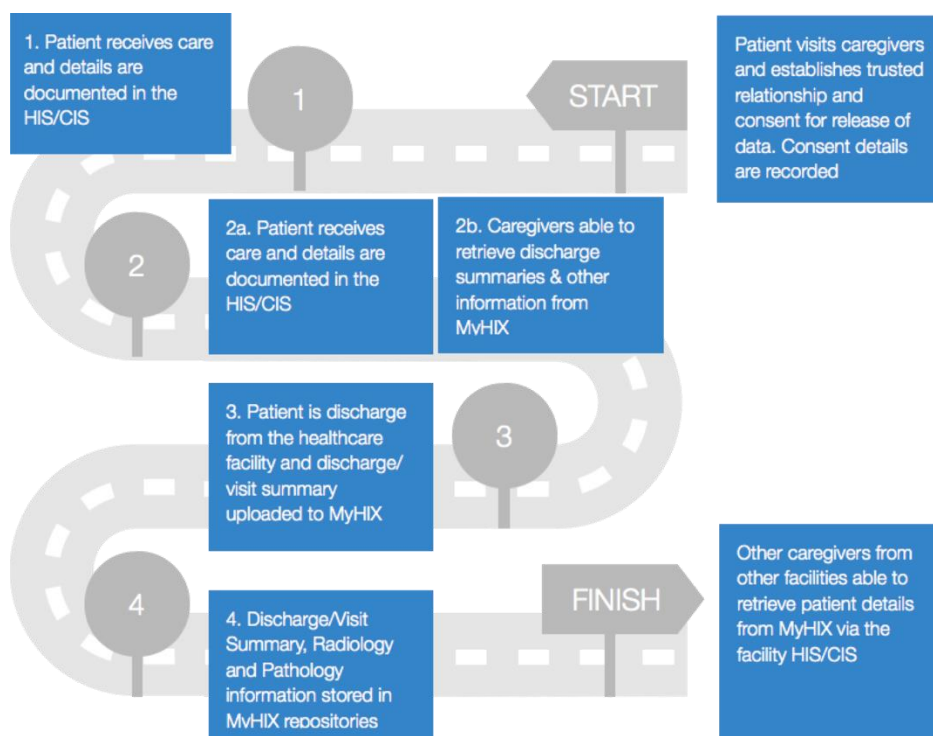 1. Patient receives care
and details are
documented in the
HIS/CIS
1
START
Patient visits caregivers
and establishes trusted
relationship and
consent for release of
data. Consent details
are recorded
2
2a. Patient receives
care and details are
documented in the
HIS/CIS
2b. Caregivers able to
retrieve discharge
summaries & other
information from
MyHIX
3. Patient is discharge
from the healthcare
facility and discharge/
visit summary
uploaded to MyHIX
3
4
4. Discharge/Visit
Summary, Radiology
and Pathology
information stored in
MyHIX repositories
FINISH
Other caregivers from
other facilities able to
retrieve patient details
from MyHIX via the
facility HIS/CIS